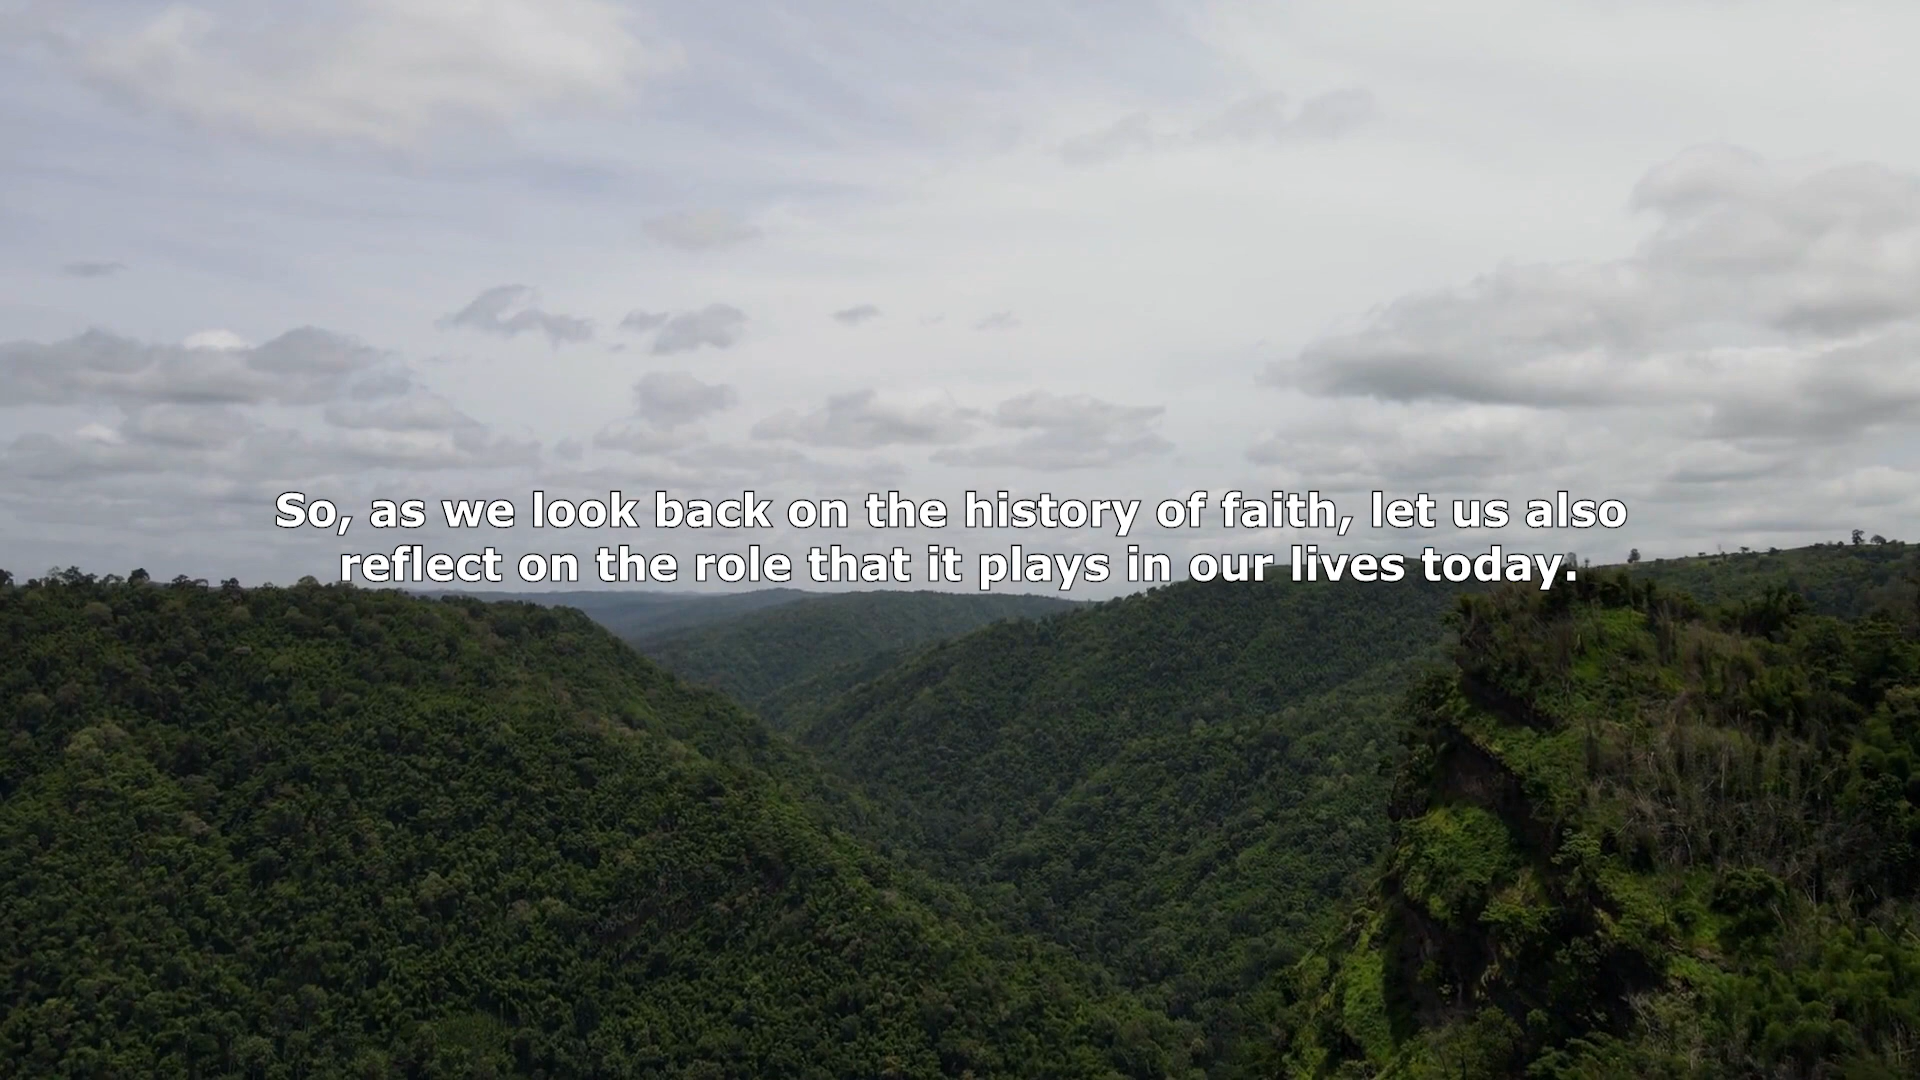 So, as we look back on the history of faith, let us also
reflect on the role that it plays in our lives today.